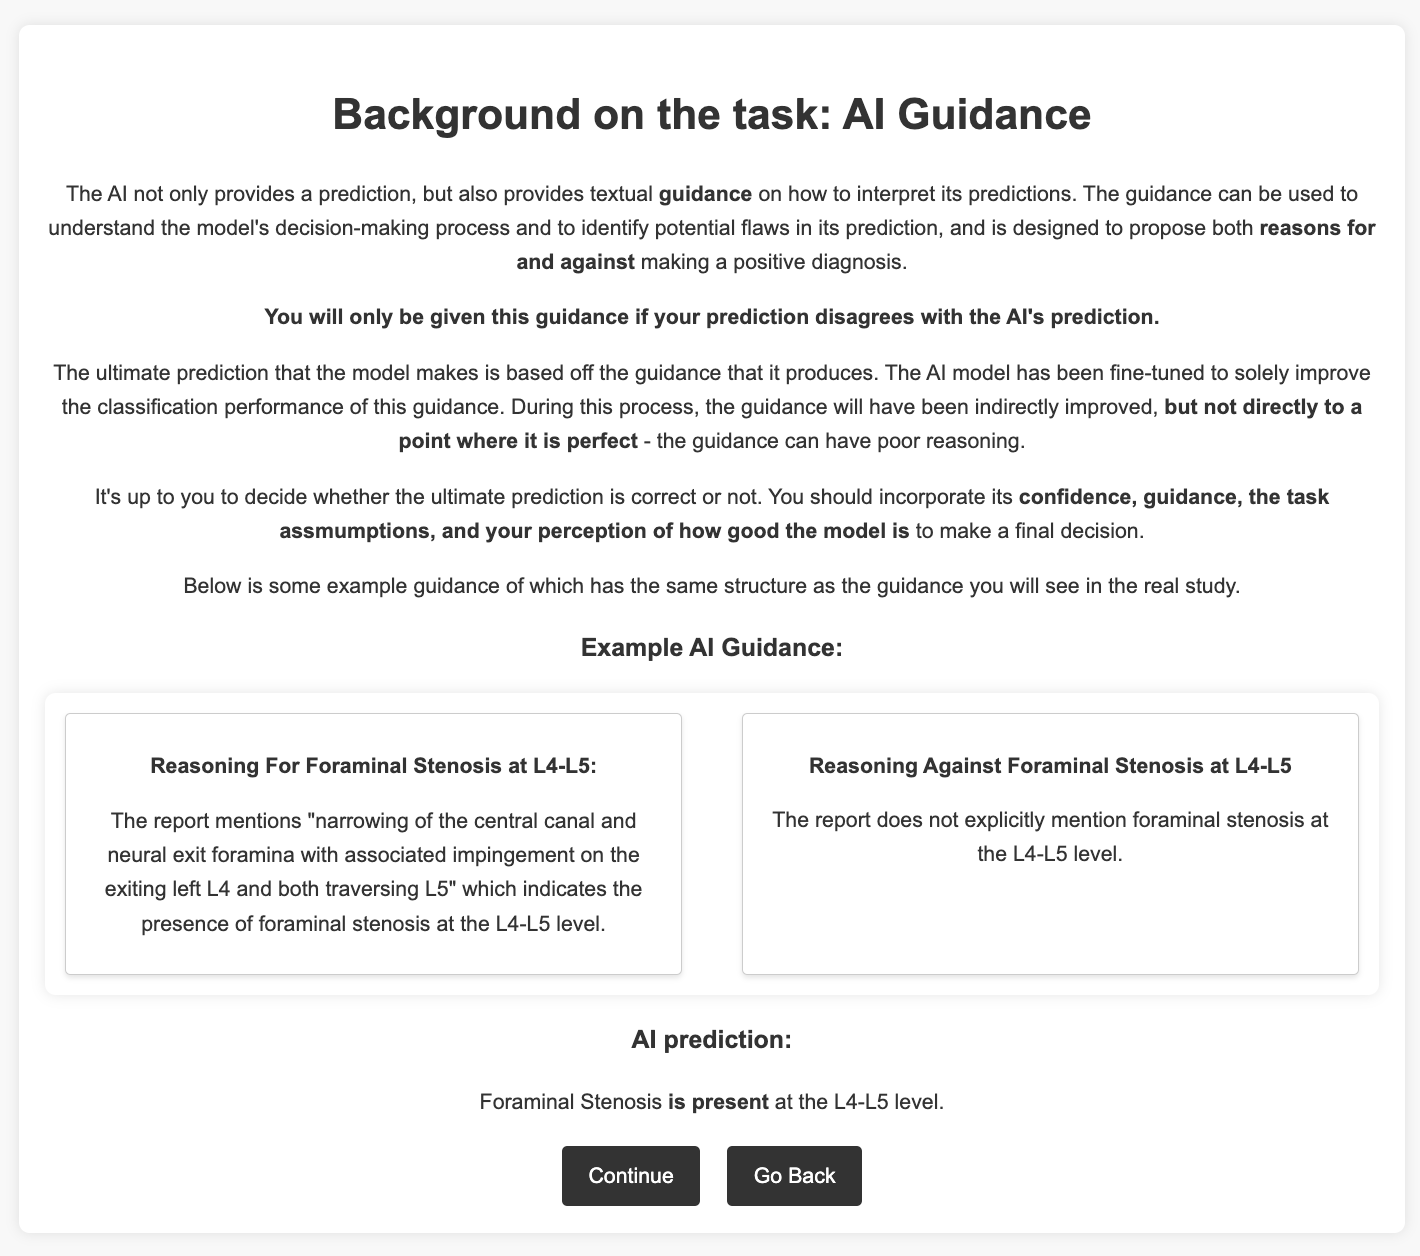 Background on the task: AI Guidance
The AI not only provides a prediction, but also provides textual guidance on how to interpret its predictions. The guidance can be used to
understand the model's decision-making process and to identify potential flaws in its prediction, and is designed to propose both reasons for
and against making a positive diagnosis.
You will only be given this guidance if your prediction disagrees with the AI's prediction.
The ultimate prediction that the model makes is based off the guidance that it produces. The AI model has been fine-tuned to solely improve
the classification performance of this guidance. During this process, the guidance will have been indirectly improved, but not directly to a
point where it is perfect - the guidance can have poor reasoning.
It's up to you to decide whether the ultimate prediction is correct or not. You should incorporate its confidence, guidance, the task
assmumptions, and your perception of how good the model is to make a final decision.
Below is some example guidance of which has the same structure as the guidance you will see in the real study.
Example AI Guidance:
Reasoning For Foraminal Stenosis at L4-L5:
The report mentions "narrowing of the central canal and
neural exit foramina with associated impingement on the
exiting left L4 and both traversing L5" which indicates the
presence of foraminal stenosis at the L4-L5 level.
Reasoning Against Foraminal Stenosis at L4-L5
The report does not explicitly mention foraminal stenosis at
the L4-L5 level.
AI prediction:
Foraminal Stenosis is present at the L4-L5 level.
Continue
Go Back